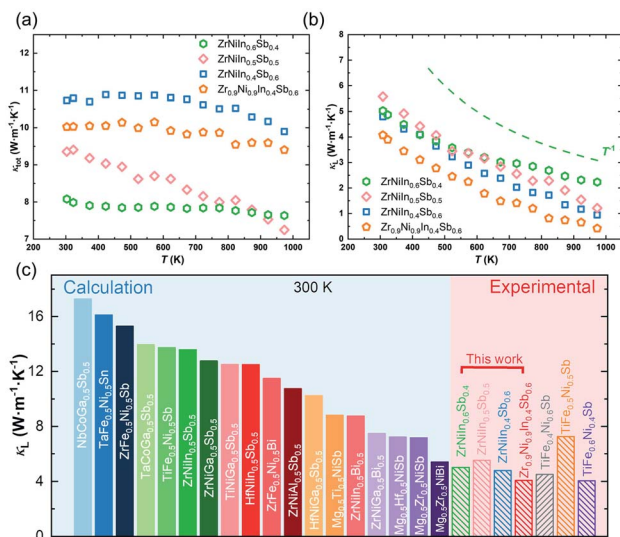 (a)
ZrNiIn0.6Sb0.4
ZrNiIn0.5Sb0.5
ZrNiIn0.4Sb0.6
Zr0.9Ni0.9In0.4Sb0.6
12
11
10
9
8
7
κtot (W·m-1·K-1)
200 300 400 500 600 700 800 900 1000
T (K)
(b)
8
7
6
5
4
3
2
1
0
κL (W·m-1·K-1)
T-1
ZrNiIn0.6Sb0.4
ZrNiIn0.5Sb0.5
ZrNiIn0.4Sb0.6
Zr0.9Ni0.9In0.4Sb0.6
200 300 400 500 600 700 800 900 1000
T (K)
(c)
Calculation
300 K
Experimental
This work
16
12
8
4
0
κL (W·m-1·K-1)
NbCoGa0.5Sb0.5
TaFe0.5Ni0.5Sn
ZrFe0.5Ni0.5Sb
TaCoGa0.5Sb0.5
TiFe0.5Ni0.5Sb
ZrNiIn0.5Sb0.5
ZrNiGa0.5Sb0.5
TiNiGa0.5Sb0.5
HfNiIn0.5Sb0.5
ZrFe0.5Ni0.5Bi
ZrNiAl0.5Sb0.5
HfNiGa0.5Sb0.5
Mg0.5Ti0.5NiSb
ZrNiIn0.5Bi0.5
ZrNiGa0.5Bi0.5
Mg0.5Hf0.5NiSb
Mg0.5Zr0.5NiSb
Mg0.5Zr0.5NiBi
ZrNiIn0.6Sb0.4
ZrNiIn0.5Sb0.5
ZrNiIn0.4Sb0.6
Zr0.9Ni0.9In0.4Sb0.6
TiFe0.4Ni0.6Sb
TiFe0.5Ni0.5Sb
TiFe0.6Ni0.4Sb